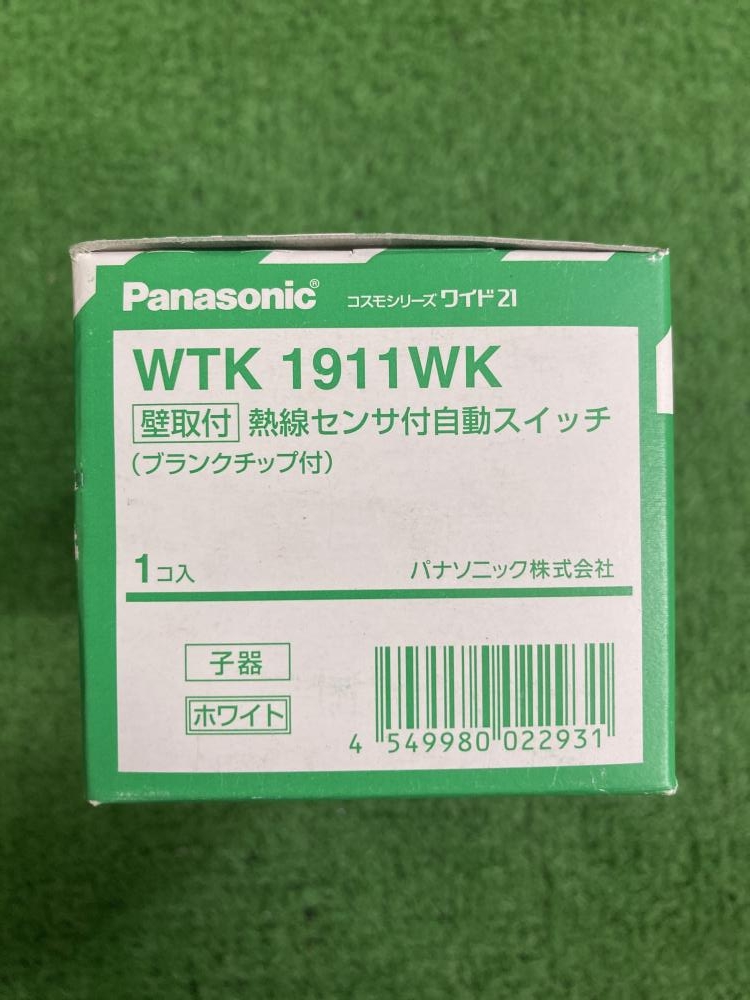 Panasonic® コスモシリーズ ワイド21
WTK 1911WK
壁取付 熱線センサ付自動スイッチ
(ブランクチップ付)
1コ入 パナソニック株式会社
子器
ホワイト
4 549980 022931